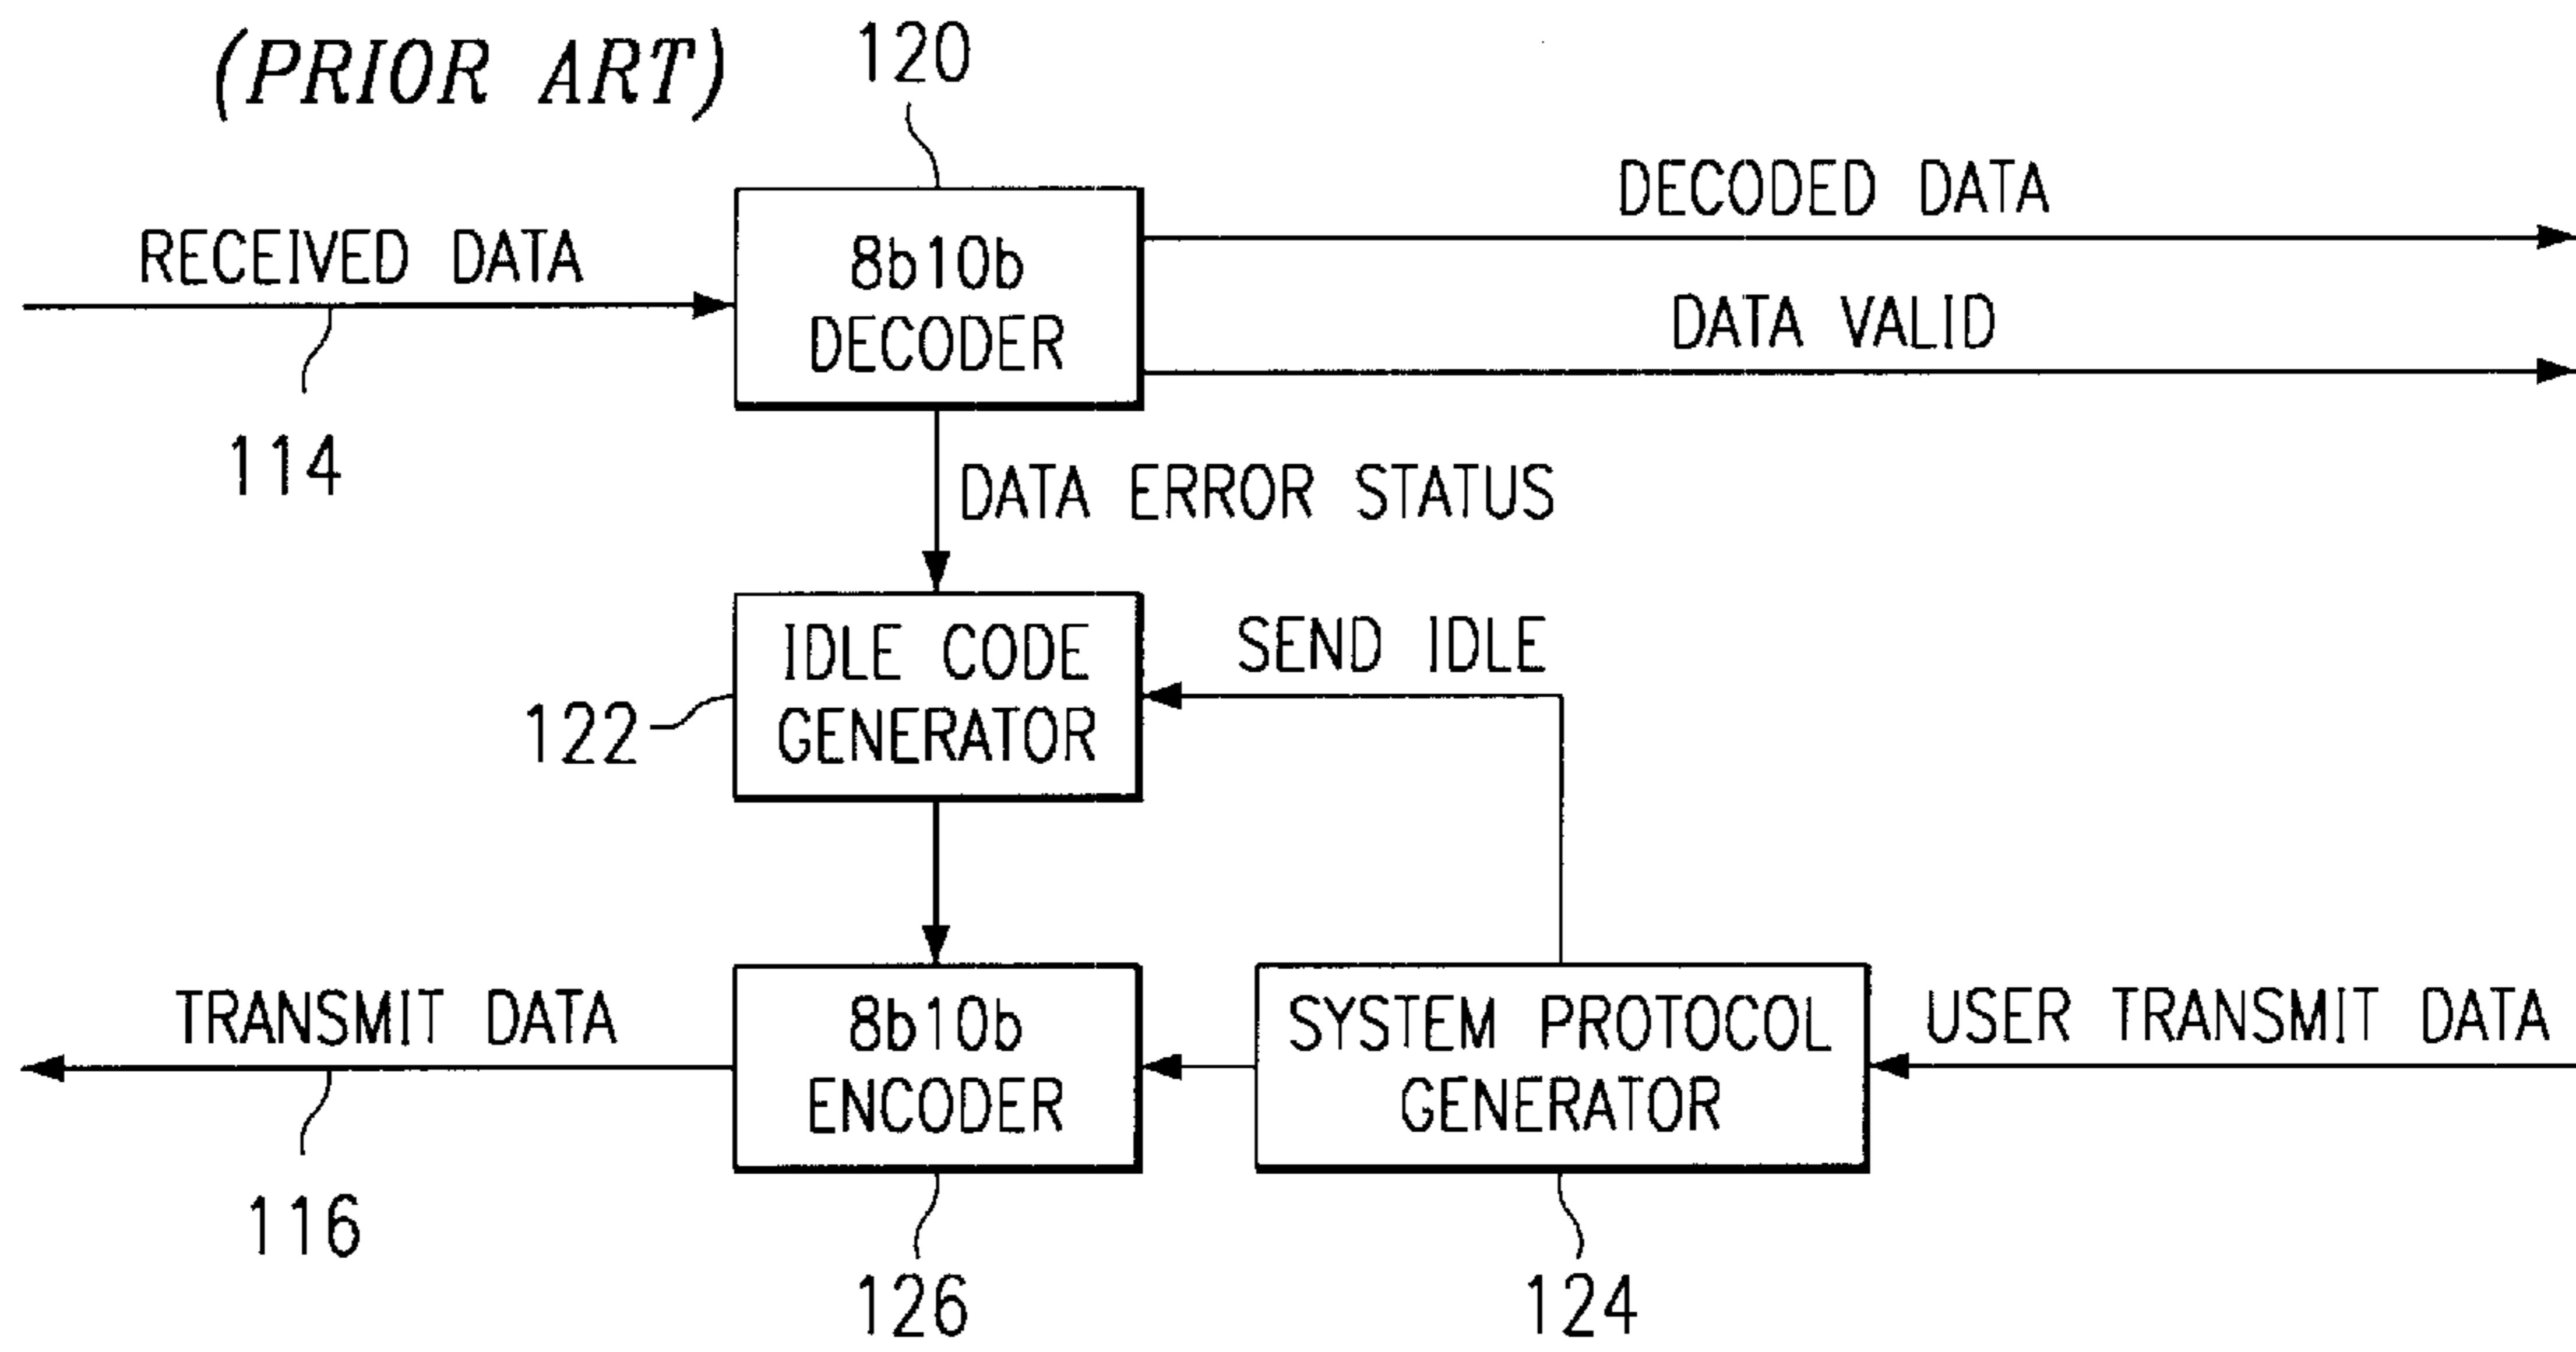 (PRIOR ART)
120
DECODED DATA
RECEIVED DATA
8b10b
DECODER
DATA VALID
114
DATA ERROR STATUS
IDLE CODE
GENERATOR
SEND IDLE
122
TRANSMIT DATA
8b10b
ENCODER
SYSTEM PROTOCOL
GENERATOR
USER TRANSMIT DATA
116
126
124